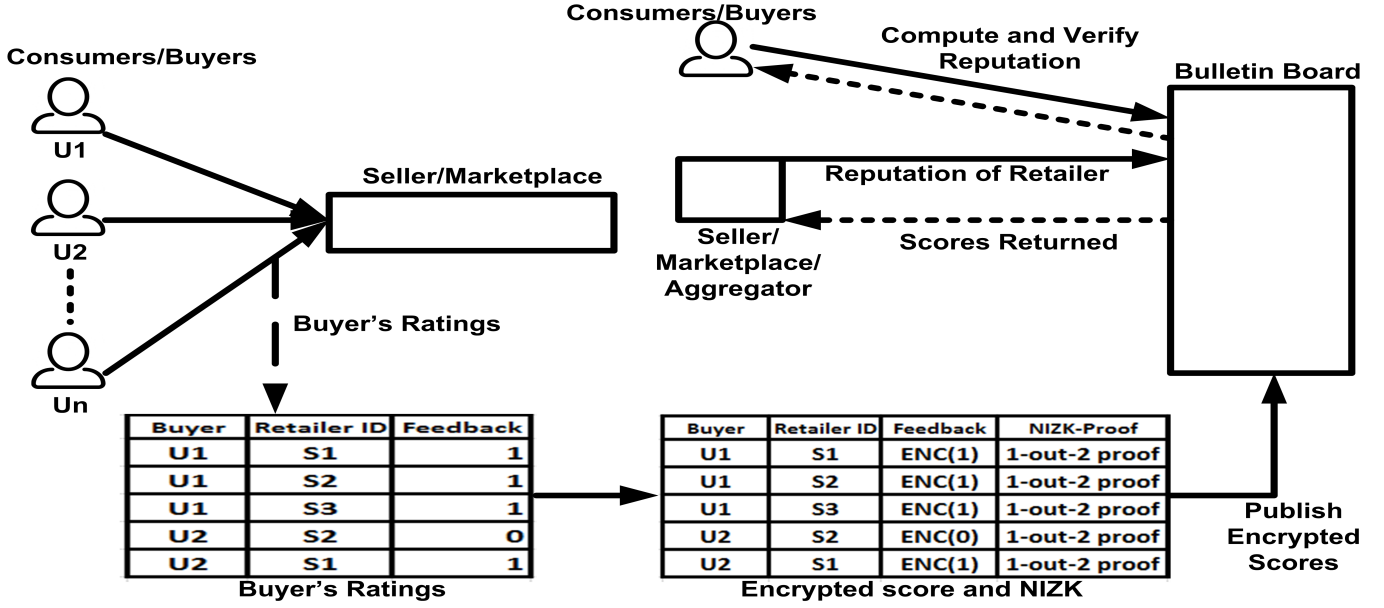 Consumers/Buyers
U1
U2
Un
Seller/Marketplace
Buyer's Ratings
Consumers/Buyers
Compute and Verify
Reputation
Bulletin Board
Reputation of Retailer
Scores Returned
Seller/
Marketplace/
Aggregator
Buyer Retailer ID Feedback
U1 S1 1
U1 S2 1
U1 S3 1
U2 S2 0
U2 S1 1
Buyer's Ratings
Buyer Retailer ID Feedback NIZK-Proof
U1 S1 ENC(1) 1-out-2 proof
U1 S2 ENC(1) 1-out-2 proof
U1 S3 ENC(1) 1-out-2 proof
U2 S2 ENC(0) 1-out-2 proof
U2 S1 ENC(1) 1-out-2 proof
Encrypted score and NIZK
Publish
Encrypted
Scores